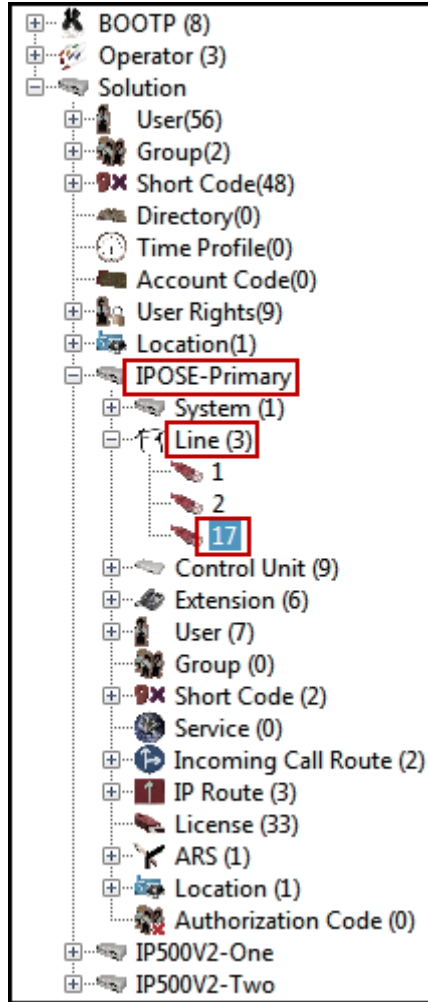 BOOTP (8)
Operator (3)
Solution
User(56)
Group(2)
Short Code(48)
Directory(0)
Time Profile(0)
Account Code(0)
User Rights(9)
Location(1)
IPOSE-Primary
System (1)
Line (3)
1
2
17
Control Unit (9)
Extension (6)
User (7)
Group (0)
Short Code (2)
Service (0)
Incoming Call Route (2)
IP Route (3)
License (33)
ARS (1)
Location (1)
Authorization Code (0)
IP500V2-One
IP500V2-Two